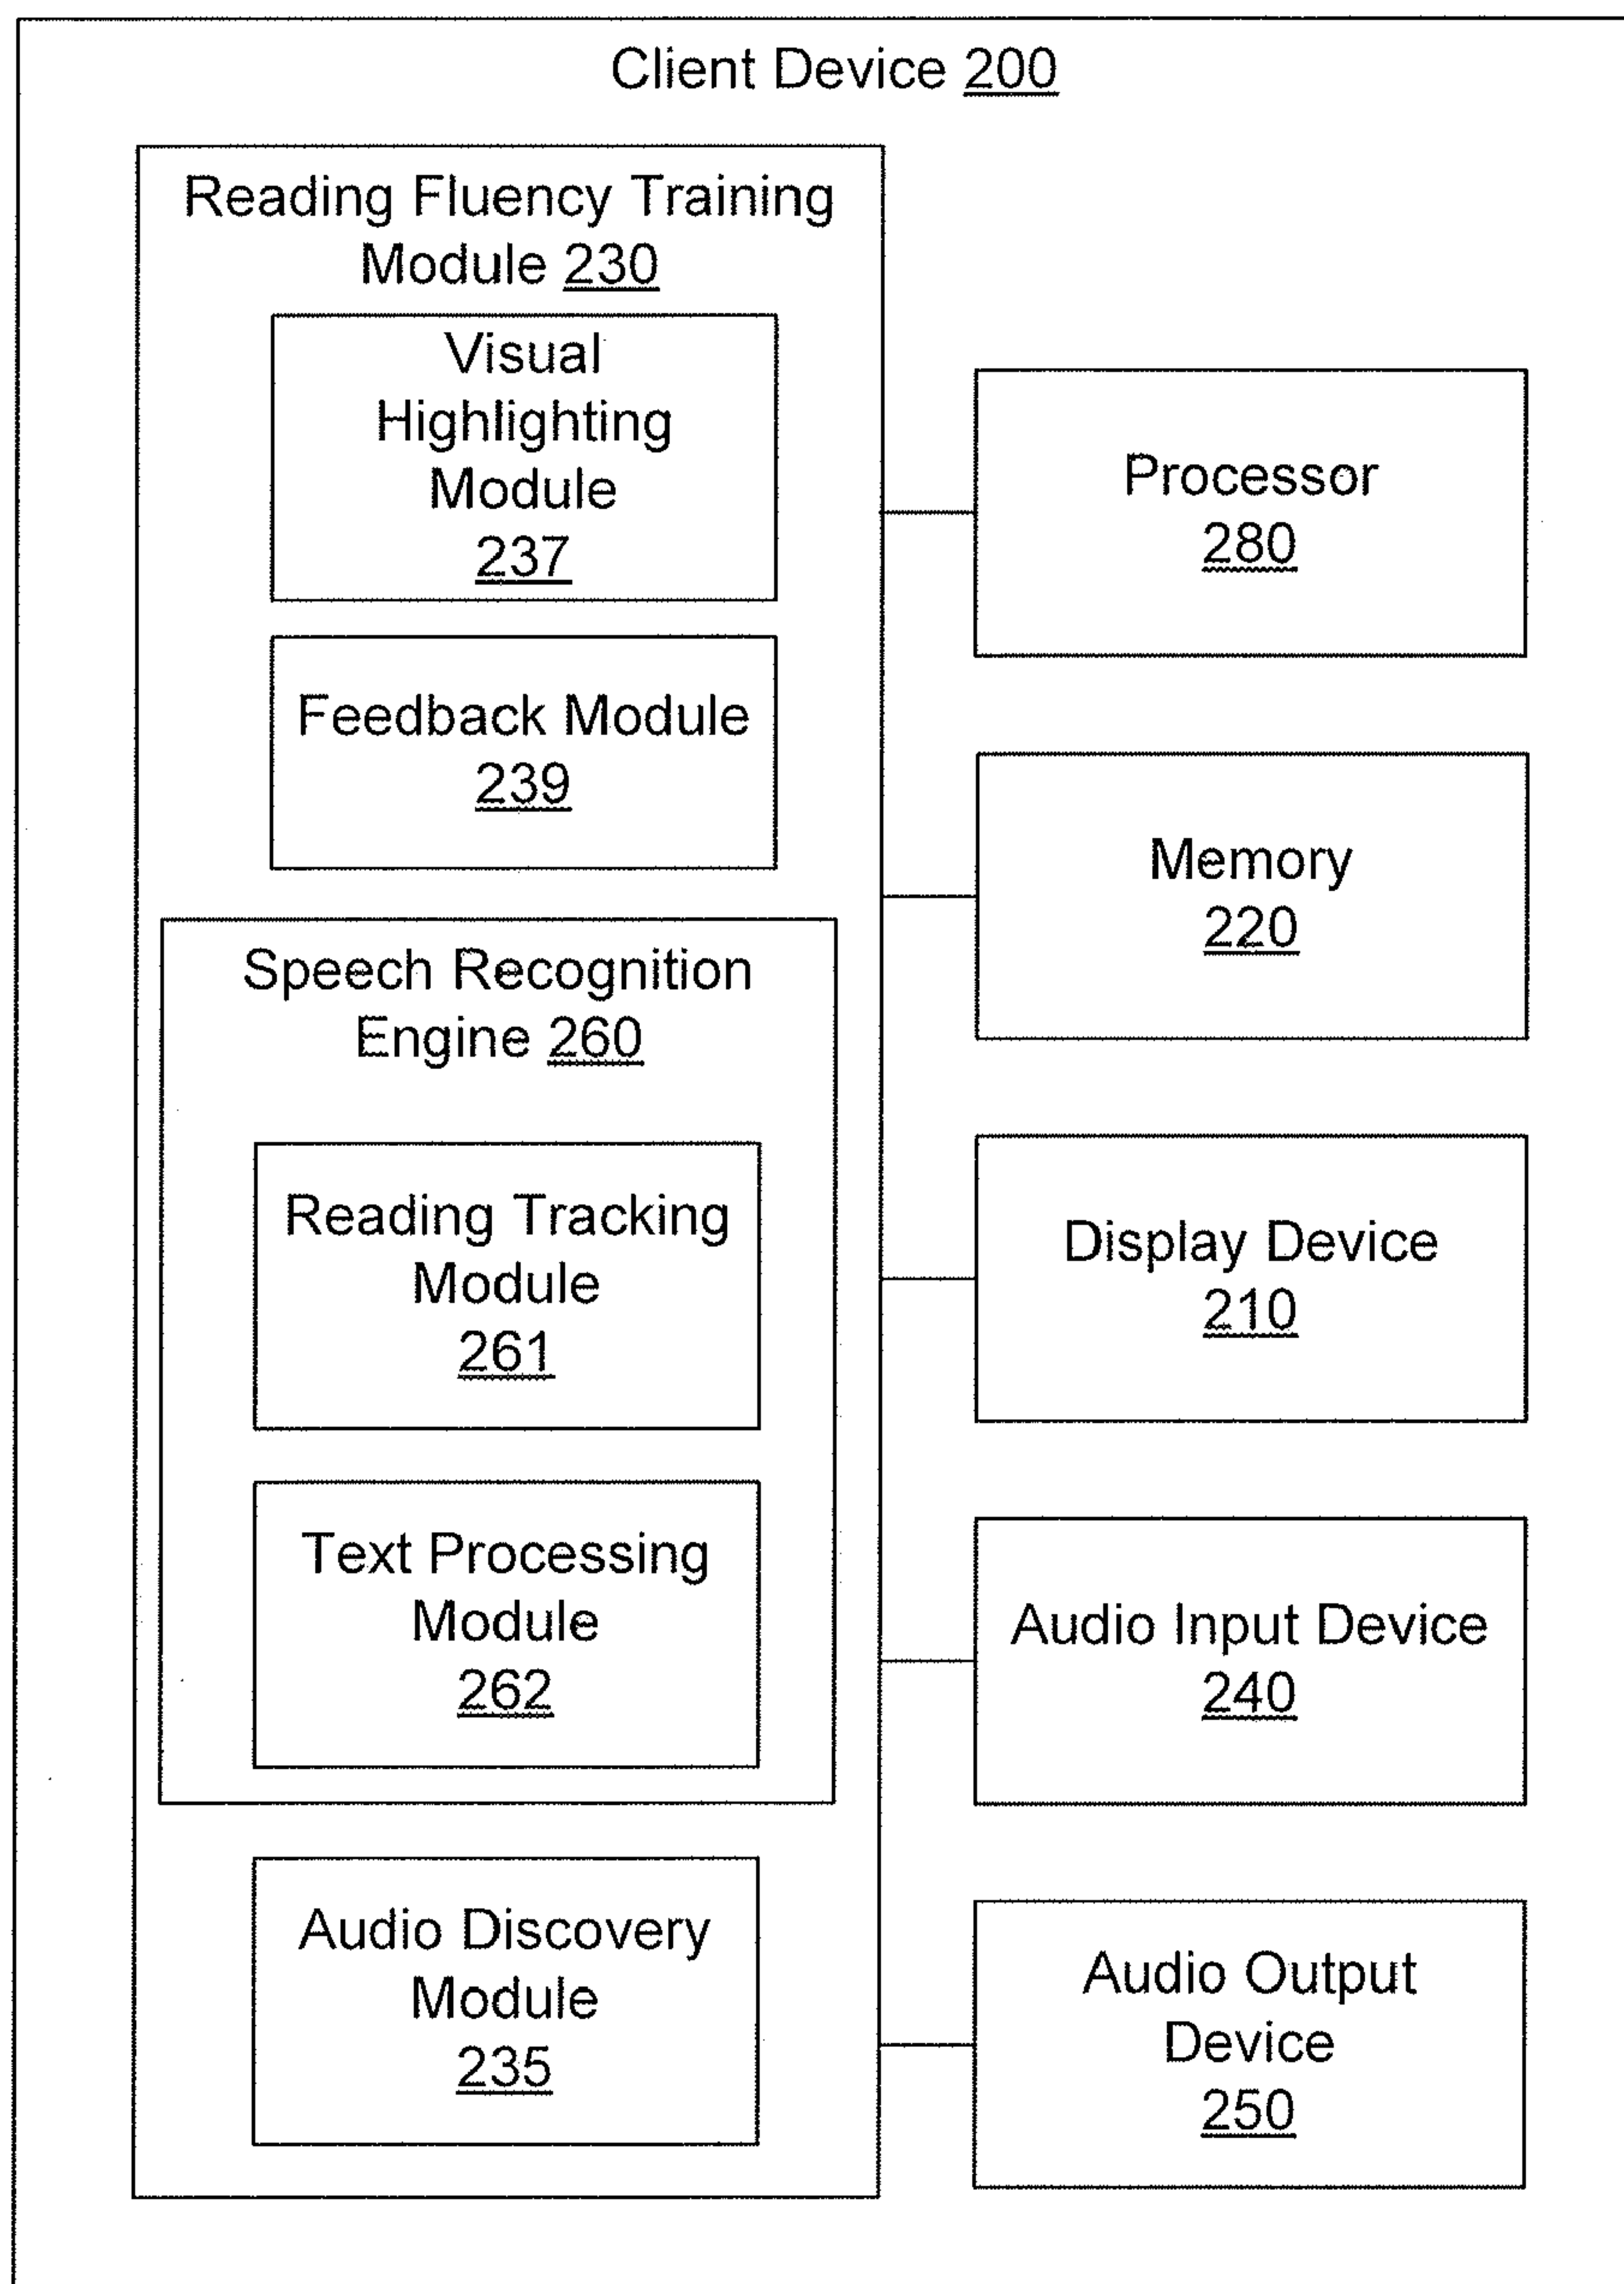 Client Device 200
Reading Fluency Training
Module 230
Visual
Highlighting
Module
237
Feedback Module
239
Speech Recognition
Engine 260
Reading Tracking
Module
261
Text Processing
Module
262
Audio Discovery
Module
235
Processor
280
Memory
220
Display Device
210
Audio Input Device
240
Audio Output
Device
250